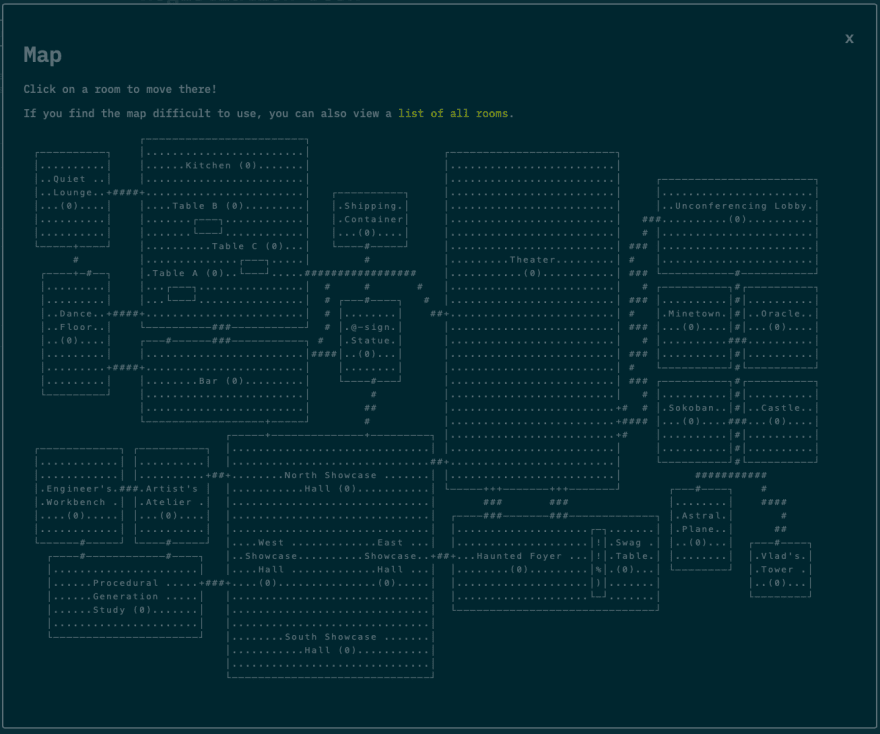 x
Map
Click on a room to move there!
If you find the map difficult to use, you can also view a list of all rooms.
Kitchen (0)
Quiet
Lounge
(0)
Table B (0)
Table C (0)
Table A (0)
Shipping
Container
(0)
Theater
(0)
Unconferencing Lobby
(0)
Dance
Floor
(0)
@-sign
Statue
(0)
Minetown
(0)
Oracle
(0)
Bar (0)
Sokoban
(0)
Castle
(0)
Engineer's
Workbench
(0)
Artist's
Atelier
(0)
North Showcase
Hall (0)
West
Showcase
Hall
(0)
East
Showcase
Hall
(0)
Haunted Foyer
(0)
Swag
Table
(0)
Astral
Plane
(0)
Vlad's
Tower
(0)
Procedural
Generation
Study (0)
South Showcase
Hall (0)